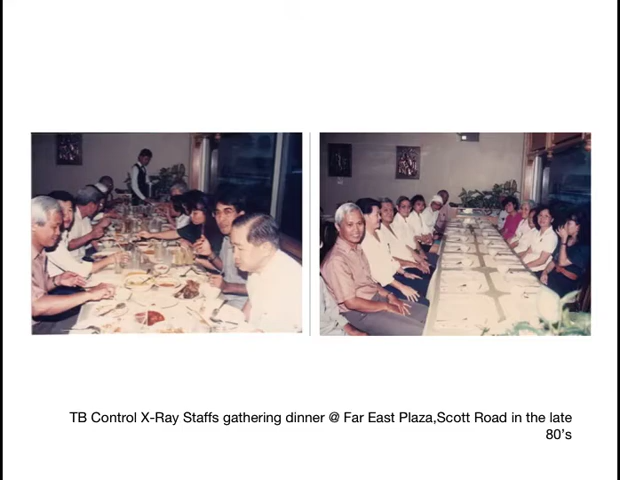 TB Control X-Ray Staffs gathering dinner @ Far East Plaza,Scott Road in the late
80's